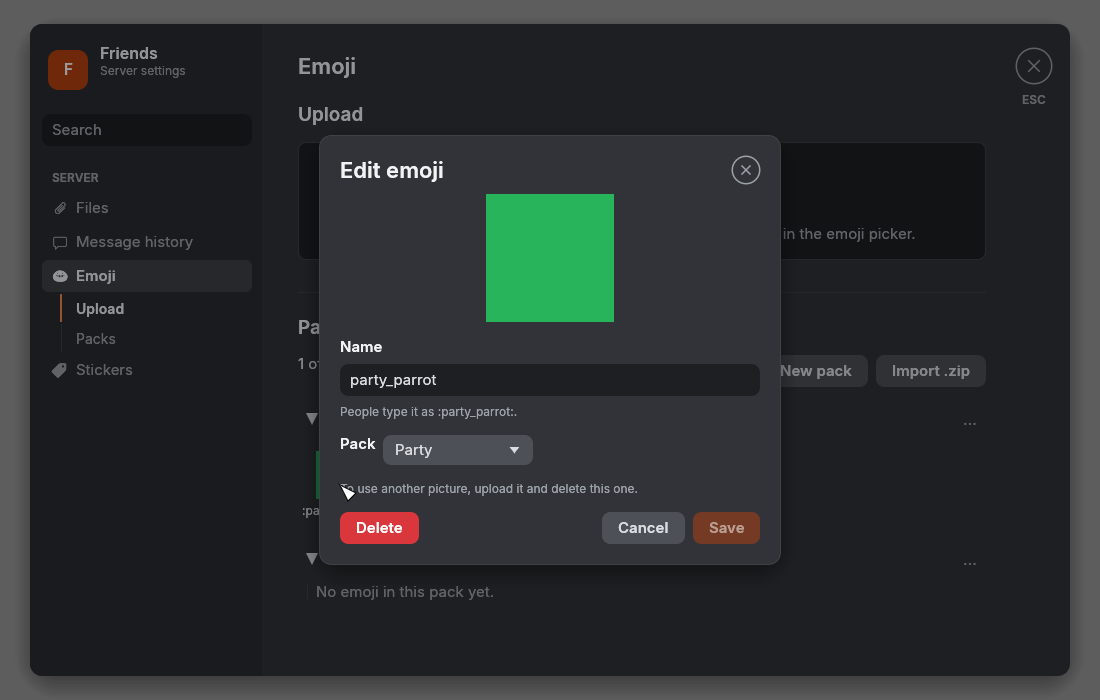 F
Friends
Server settings
Search
SERVER
Files
Message history
Emoji
Upload
Packs
Stickers
Emoji
ESC
Upload
in the emoji picker.
New pack
Import .zip
...
...
No emoji in this pack yet.
Edit emoji
Name
party_parrot
People type it as :party_parrot:.
Pack
Party
To use another picture, upload it and delete this one.
Delete
Cancel
Save